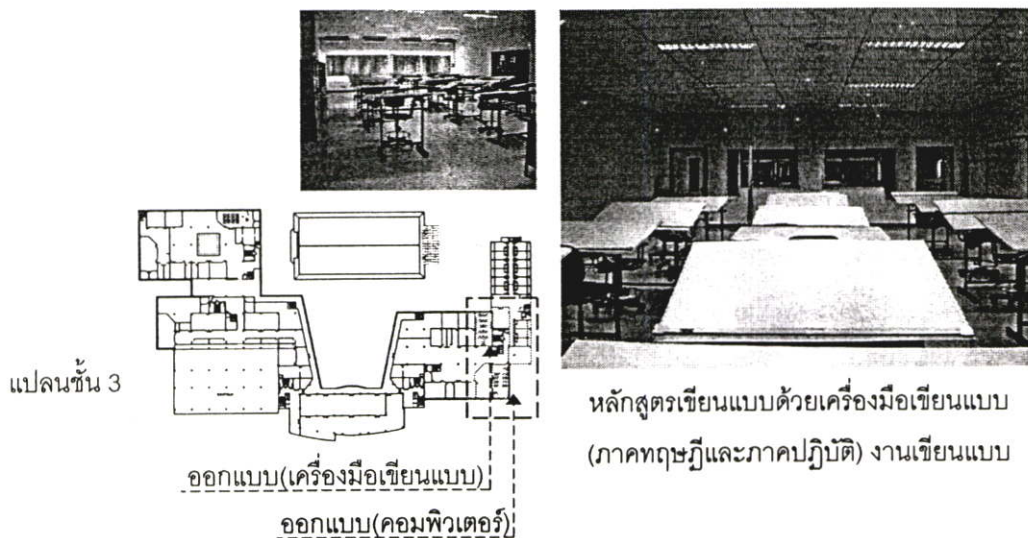 แปลนชั้น 3
หลักสูตรเขียนแบบด้วยเครื่องมือเขียนแบบ
(ภาคทฤษฎีและภาคปฏิบัติ) งานเขียนแบบ
ออกแบบ(เครื่องมือเขียนแบบ)
ออกแบบ(คอมพิวเตอร์)